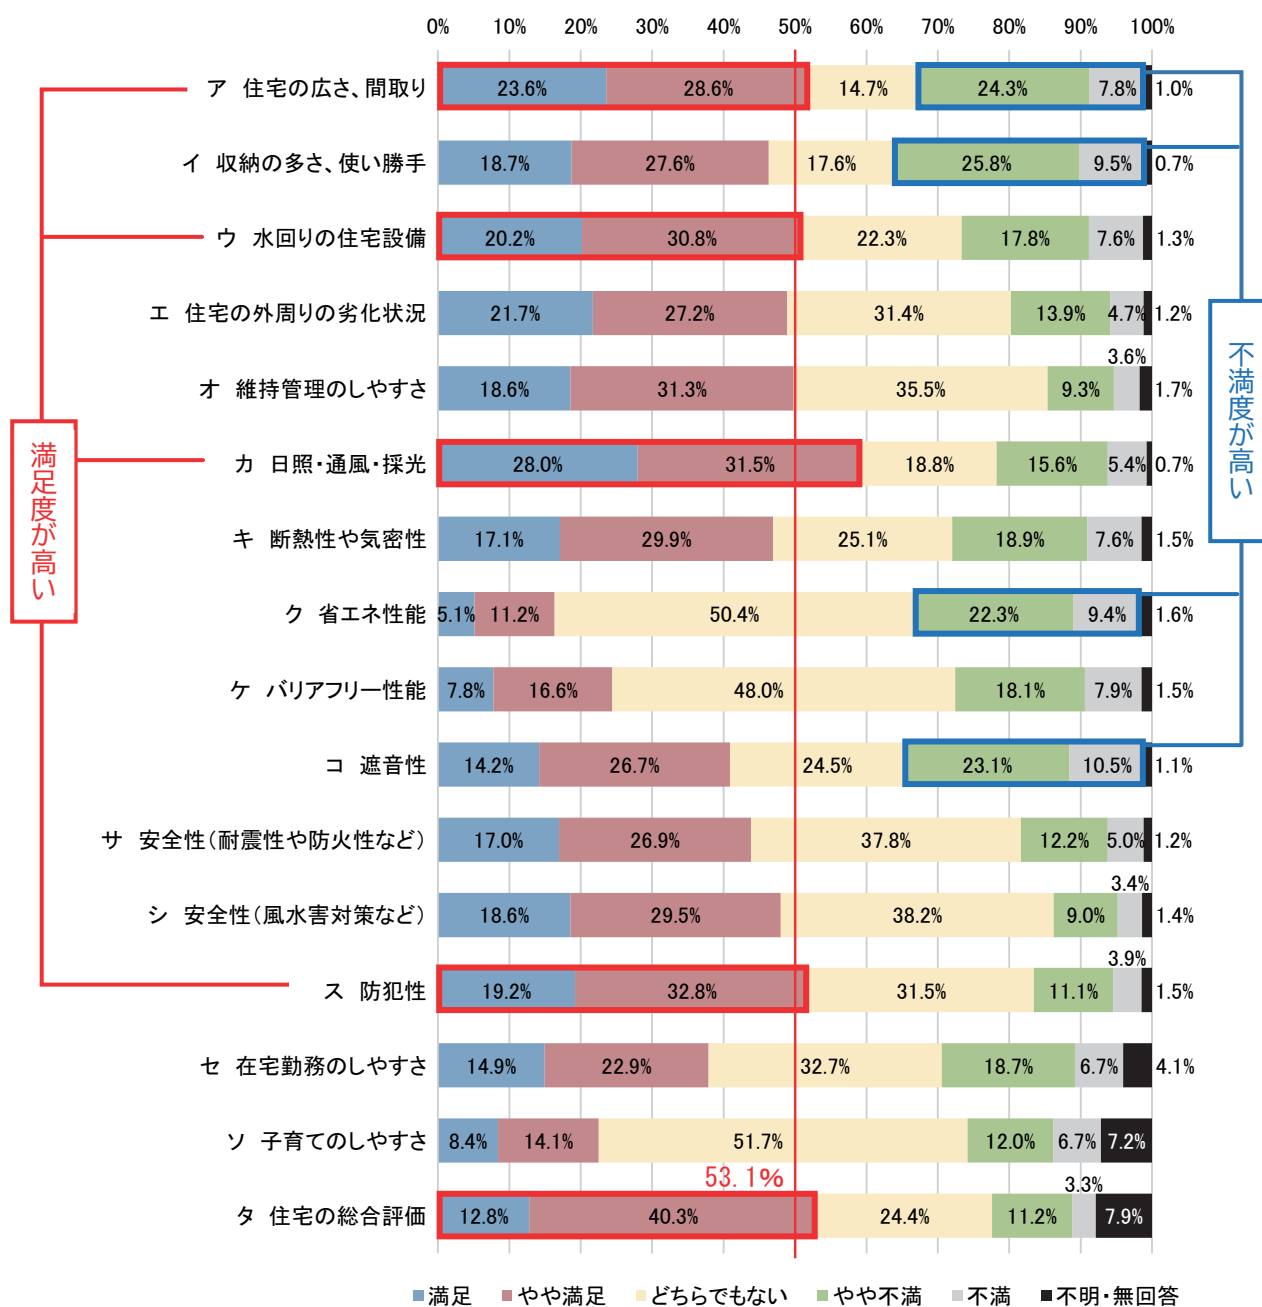 0% 10% 20% 30% 40% 50% 60% 70% 80% 90% 100%
ア 住宅の広さ、間取り 23.6% 28.6% 14.7% 24.3% 7.8% 1.0%
イ 収納の多さ、使い勝手 18.7% 27.6% 17.6% 25.8% 9.5% 0.7%
ウ 水回りの住宅設備 20.2% 30.8% 22.3% 17.8% 7.6% 1.3%
エ 住宅の外周りの劣化状況 21.7% 27.2% 31.4% 13.9% 4.7% 1.2%
オ 維持管理のしやすさ 18.6% 31.3% 35.5% 9.3% 3.6% 1.7%
カ 日照・通風・採光 28.0% 31.5% 18.8% 15.6% 5.4% 0.7%
キ 断熱性や気密性 17.1% 29.9% 25.1% 18.9% 7.6% 1.5%
ク 省エネ性能 5.1% 11.2% 50.4% 22.3% 9.4% 1.6%
ケ バリアフリー性能 7.8% 16.6% 48.0% 18.1% 7.9% 1.5%
コ 遮音性 14.2% 26.7% 24.5% 23.1% 10.5% 1.1%
サ 安全性(耐震性や防火性など) 17.0% 26.9% 37.8% 12.2% 5.0% 1.2%
シ 安全性(風水害対策など) 18.6% 29.5% 38.2% 9.0% 3.4% 1.4%
ス 防犯性 19.2% 32.8% 31.5% 11.1% 3.9% 1.5%
セ 在宅勤務のしやすさ 14.9% 22.9% 32.7% 18.7% 6.7% 4.1%
ソ 子育てのしやすさ 8.4% 14.1% 51.7% 12.0% 6.7% 7.2%
53.1%
タ 住宅の総合評価 12.8% 40.3% 24.4% 11.2% 3.3% 7.9%
満足度が高い
不満度が高い
満足 やや満足 どちらでもない やや不満 不満 不明・無回答